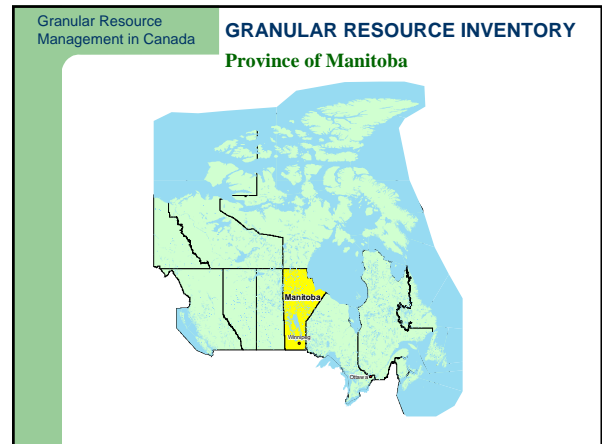 Granular Resource
Management in Canada
GRANULAR RESOURCE INVENTORY
Province of Manitoba
Manitoba
Winnipeg
Ottawa